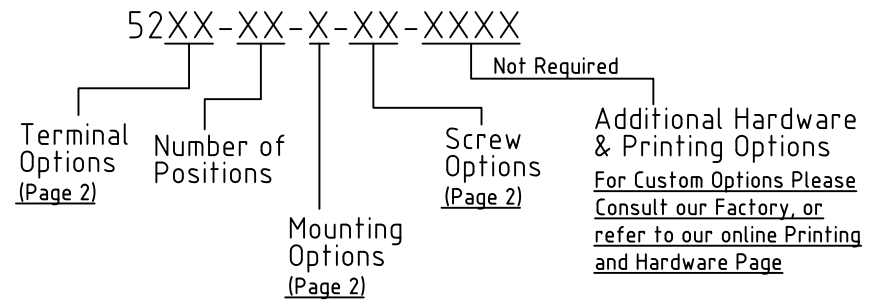 52XX-XX-X-XX-XXXX
Not Required
Terminal
Options
(Page 2)
Number of
Positions
Mounting
Options
(Page 2)
Screw
Options
(Page 2)
Additional Hardware
& Printing Options
For Custom Options Please
Consult our Factory, or
refer to our online Printing
and Hardware Page